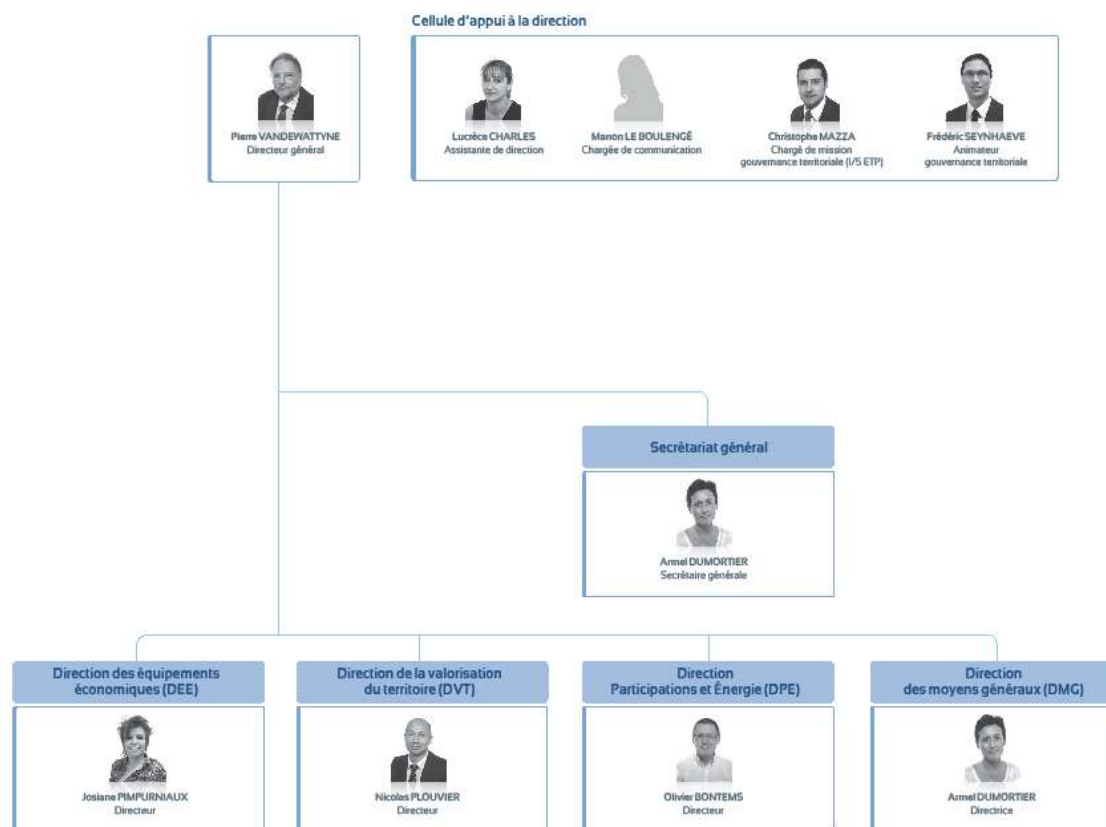 Cellule d'appui à la direction
Pierre VANDEWATTYNE
Directeur général
Lucrèce CHARLES
Assistante de direction
Manon LE BOULENGÉ
Chargée de communication
Christophe MAZZA
Chargé de mission
gouvernance territoriale (1/5 ETP)
Frédéric SEYNHAEVE
Animateur
gouvernance territoriale
Secrétariat général
Armel DUMORTIER
Secrétaire générale
Direction des équipements
économiques (DEE)
Josiane PIMPURNIAUX
Directeur
Direction de la valorisation
du territoire (DVT)
Nicolas PLOUVIER
Directeur
Direction
Participations et Énergie (DPE)
Olivier BONTEMS
Directeur
Direction
des moyens généraux (DMG)
Armel DUMORTIER
Directrice